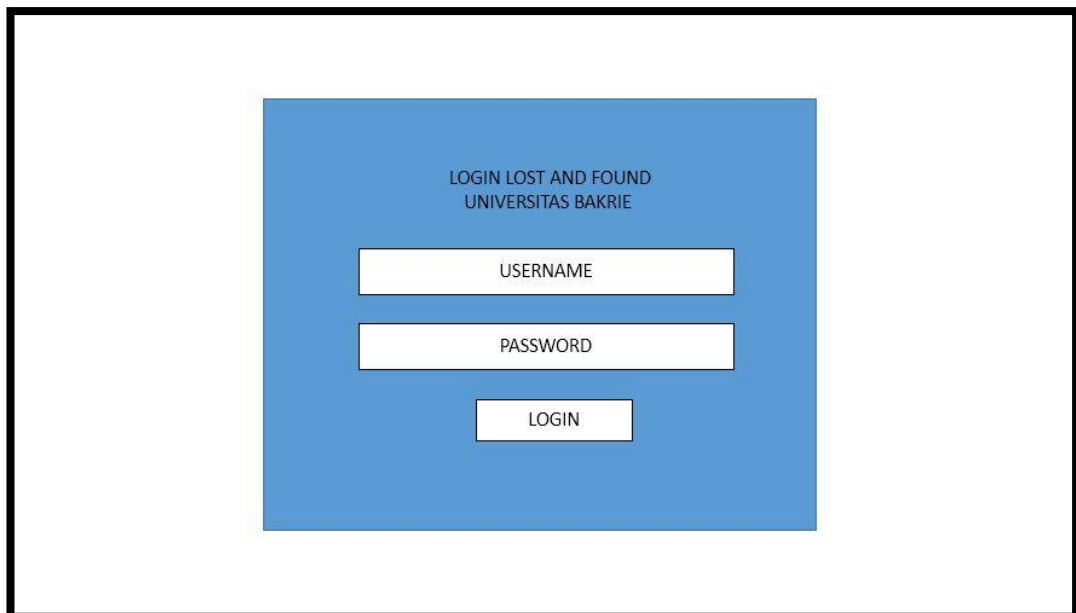 LOGIN LOST AND FOUND
UNIVERSITAS BAKRIE
USERNAME
PASSWORD
LOGIN